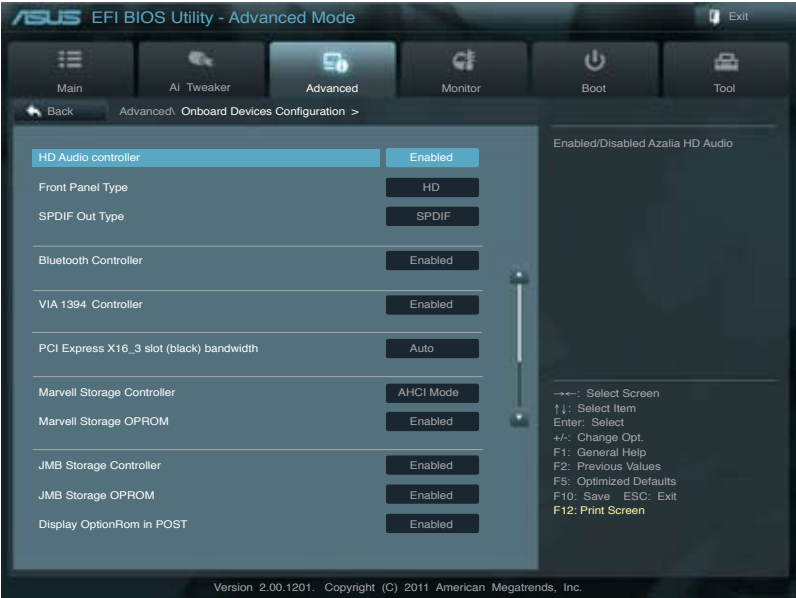 ASUS EFI BIOS Utility - Advanced Mode
Exit
Main
Ai Tweaker
Advanced
Monitor
Boot
Tool
Back
Advanced\ Onboard Devices Configuration >
HD Audio controller Enabled
Front Panel Type HD
SPDIF Out Type SPDIF
Bluetooth Controller Enabled
VIA 1394 Controller Enabled
PCI Express X16_3 slot (black) bandwidth Auto
Marvell Storage Controller AHCI Mode
Marvell Storage OPROM Enabled
JMB Storage Controller Enabled
JMB Storage OPROM Enabled
Display OptionRom in POST Enabled
Enabled/Disabled Azalia HD Audio
→←: Select Screen
↑↓: Select Item
Enter: Select
+/-: Change Opt.
F1: General Help
F2: Previous Values
F5: Optimized Defaults
F10: Save ESC: Exit
F12: Print Screen
Version 2.00.1201. Copyright (C) 2011 American Megatrends, Inc.